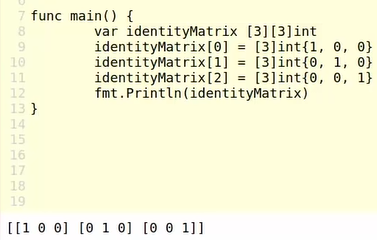 6
7 func main() {
8 var identityMatrix [3][3]int
9 identityMatrix[0] = [3]int{1, 0, 0}
10 identityMatrix[1] = [3]int{0, 1, 0}
11 identityMatrix[2] = [3]int{0, 0, 1}
12 fmt.Println(identityMatrix)
13 }
14
15
16
17
18
19
[[1 0 0] [0 1 0] [0 0 1]]